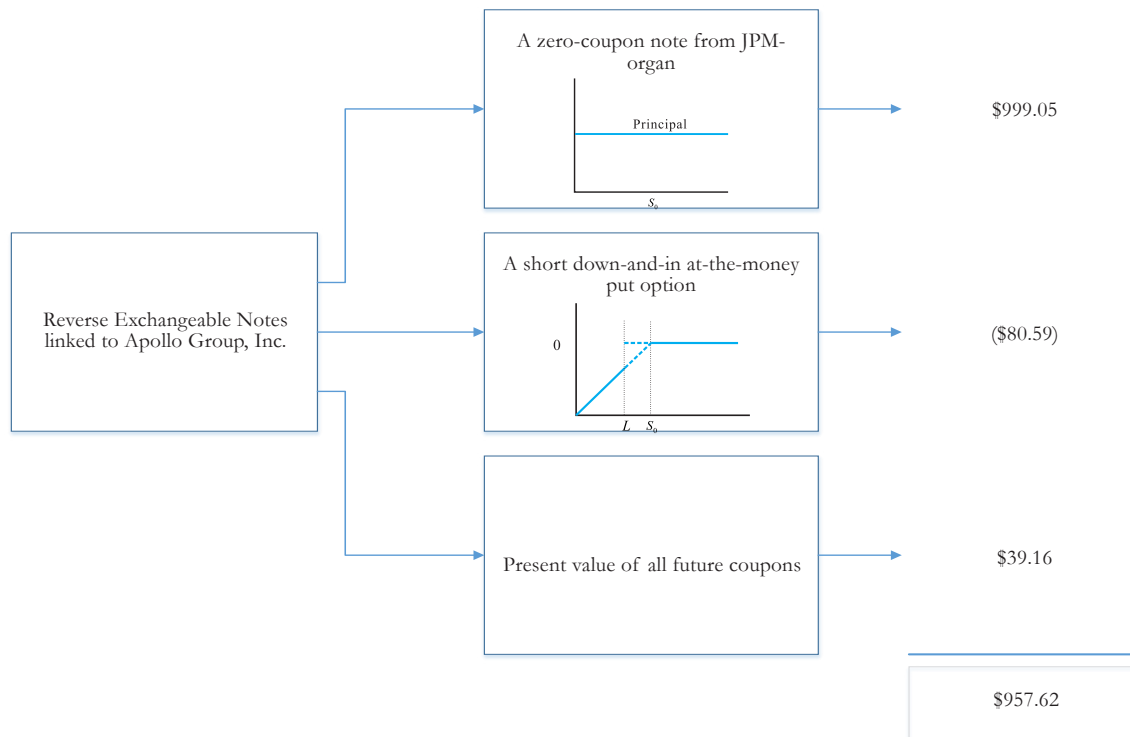 A zero-coupon note from JPM-
organ
Principal
S₀
$999.05
Reverse Exchangeable Notes
linked to Apollo Group, Inc.
A short down-and-in at-the-money
put option
0
L S₀
($80.59)
Present value of all future coupons
$39.16
$957.62